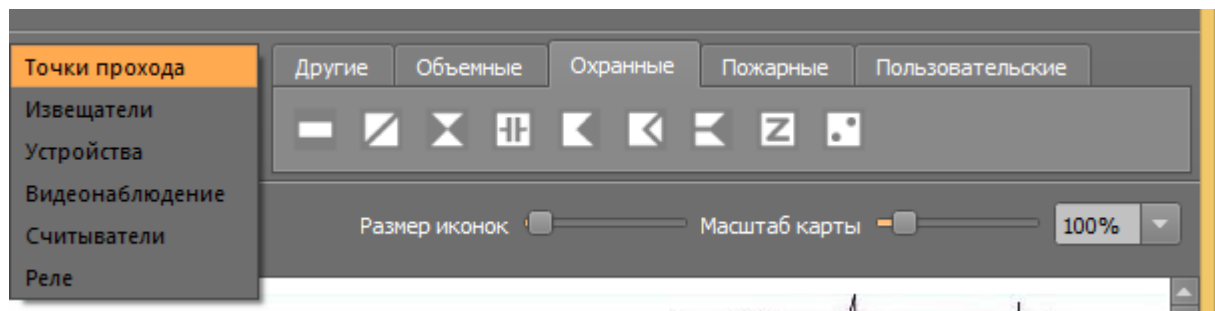 Точки прохода
Извещатели
Устройства
Видеонаблюдение
Считыватели
Реле
Другие Объемные Охранные Пожарные Пользовательские
Размер иконок Масштаб карты 100%